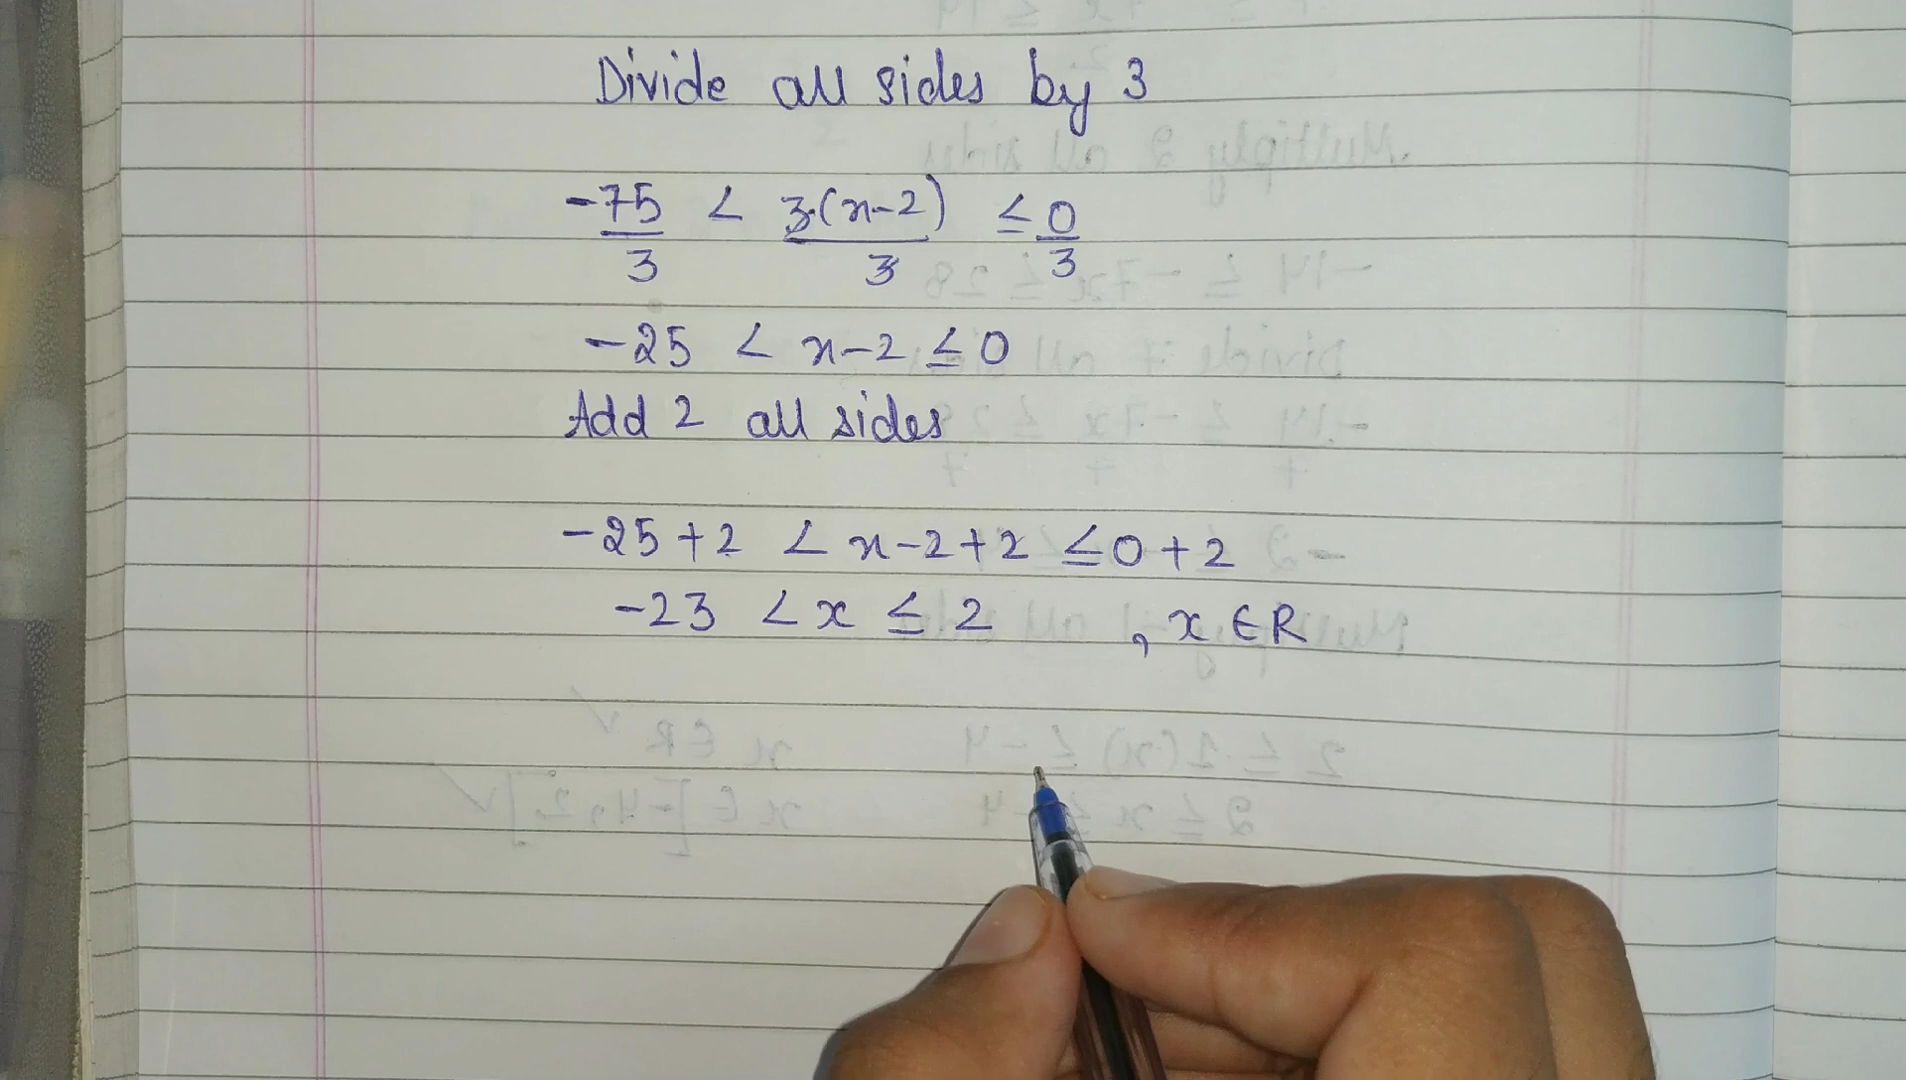 Divide all sides by 3
-75/3 < 3(x-2)/3 ≤ 0/3
-25 < x-2 ≤ 0
Add 2 all sides
-25+2 < x-2+2 ≤ 0+2
-23 < x ≤ 2 , x ∈ R